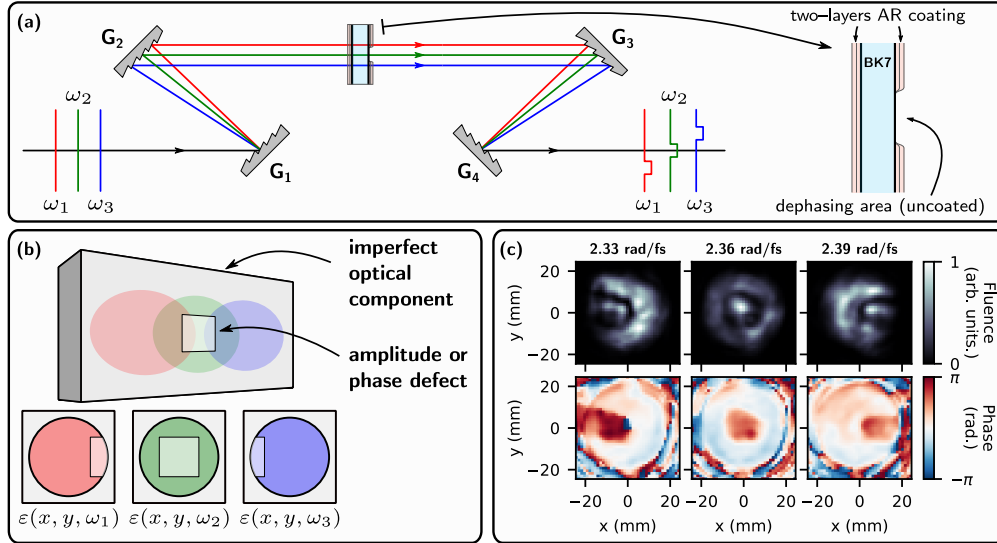 (a)
G₂
G₃
two–layers AR coating
BK7
ω₂
ω₂
G₁
G₄
ω₁ ω₃
ω₁ ω₃
dephasing area (uncoated)
(b)
imperfect
optical
component
amplitude or
phase defect
ε(x, y, ω₁) ε(x, y, ω₂) ε(x, y, ω₃)
(c)
2.33 rad/fs 2.36 rad/fs 2.39 rad/fs
y (mm)
20
0
−20
1
0
Fluence
(arb. units.)
y (mm)
20
0
−20
π
−π
Phase
(rad.)
−20 0 20 −20 0 20 −20 0 20
x (mm) x (mm) x (mm)